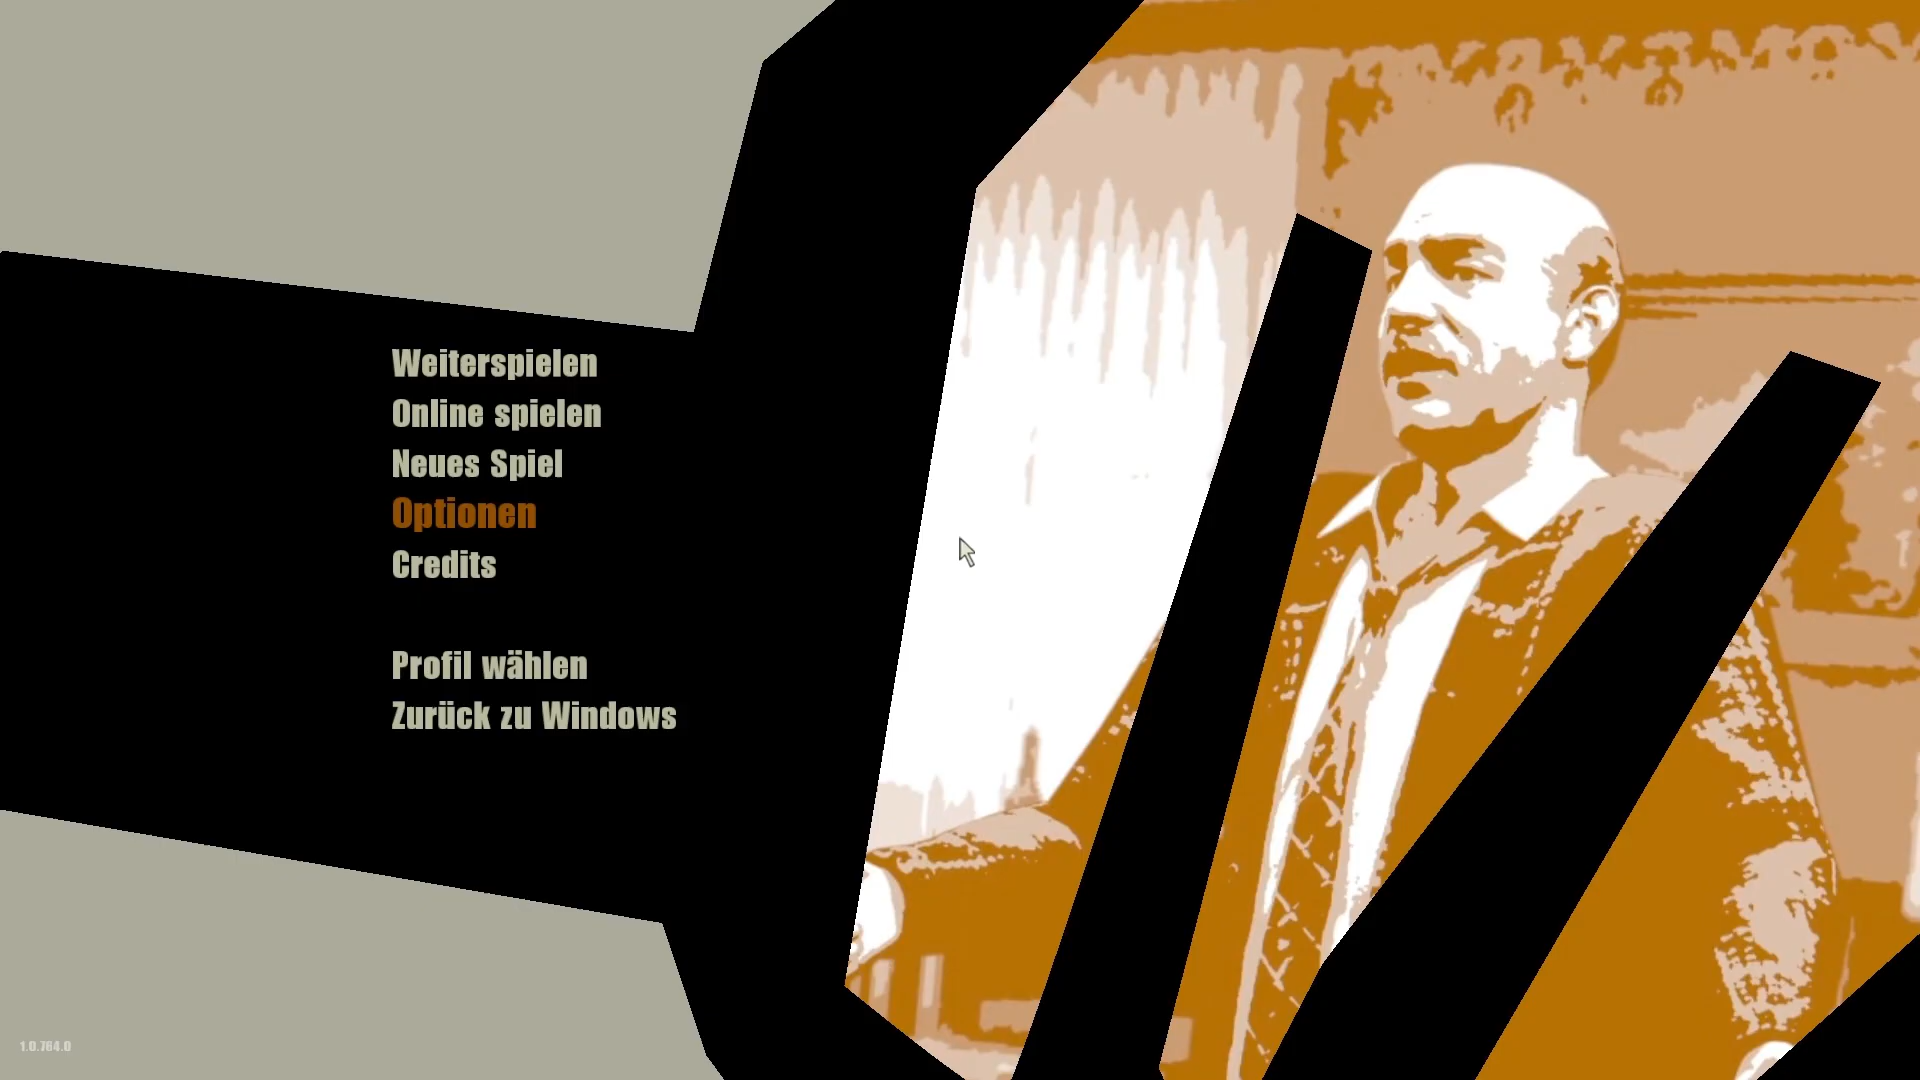 Weiterspielen
Online spielen
Neues Spiel
Optionen
Credits
Profil wählen
Zurück zu Windows
1.0.764.0